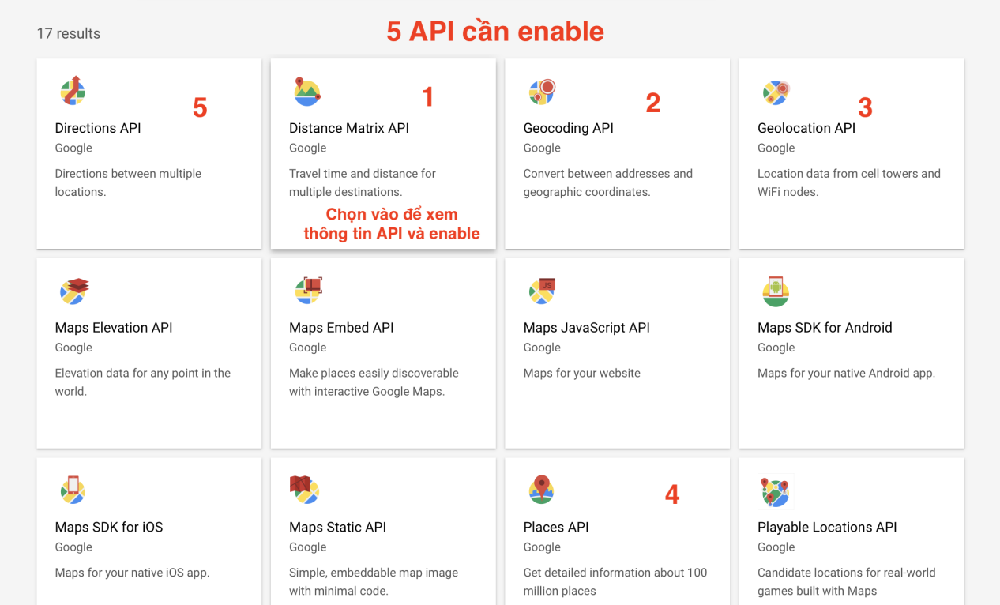 17 results
5 API cần enable
5
Directions API
Google
Directions between multiple
locations.
1
Distance Matrix API
Google
Travel time and distance for
multiple destinations.
Chọn vào để xem
thông tin API và enable
2
Geocoding API
Google
Convert between addresses and
geographic coordinates.
3
Geolocation API
Google
Location data from cell towers and
WiFi nodes.
Maps Elevation API
Google
Elevation data for any point in the
world.
Maps Embed API
Google
Make places easily discoverable
with interactive Google Maps.
JS
Maps JavaScript API
Google
Maps for your website
Maps SDK for Android
Google
Maps for your native Android app.
Maps SDK for iOS
Google
Maps for your native iOS app.
Maps Static API
Google
Simple, embeddable map image
with minimal code.
4
Places API
Google
Get detailed information about 100
million places
Playable Locations API
Google
Candidate locations for real-world
games built with Maps